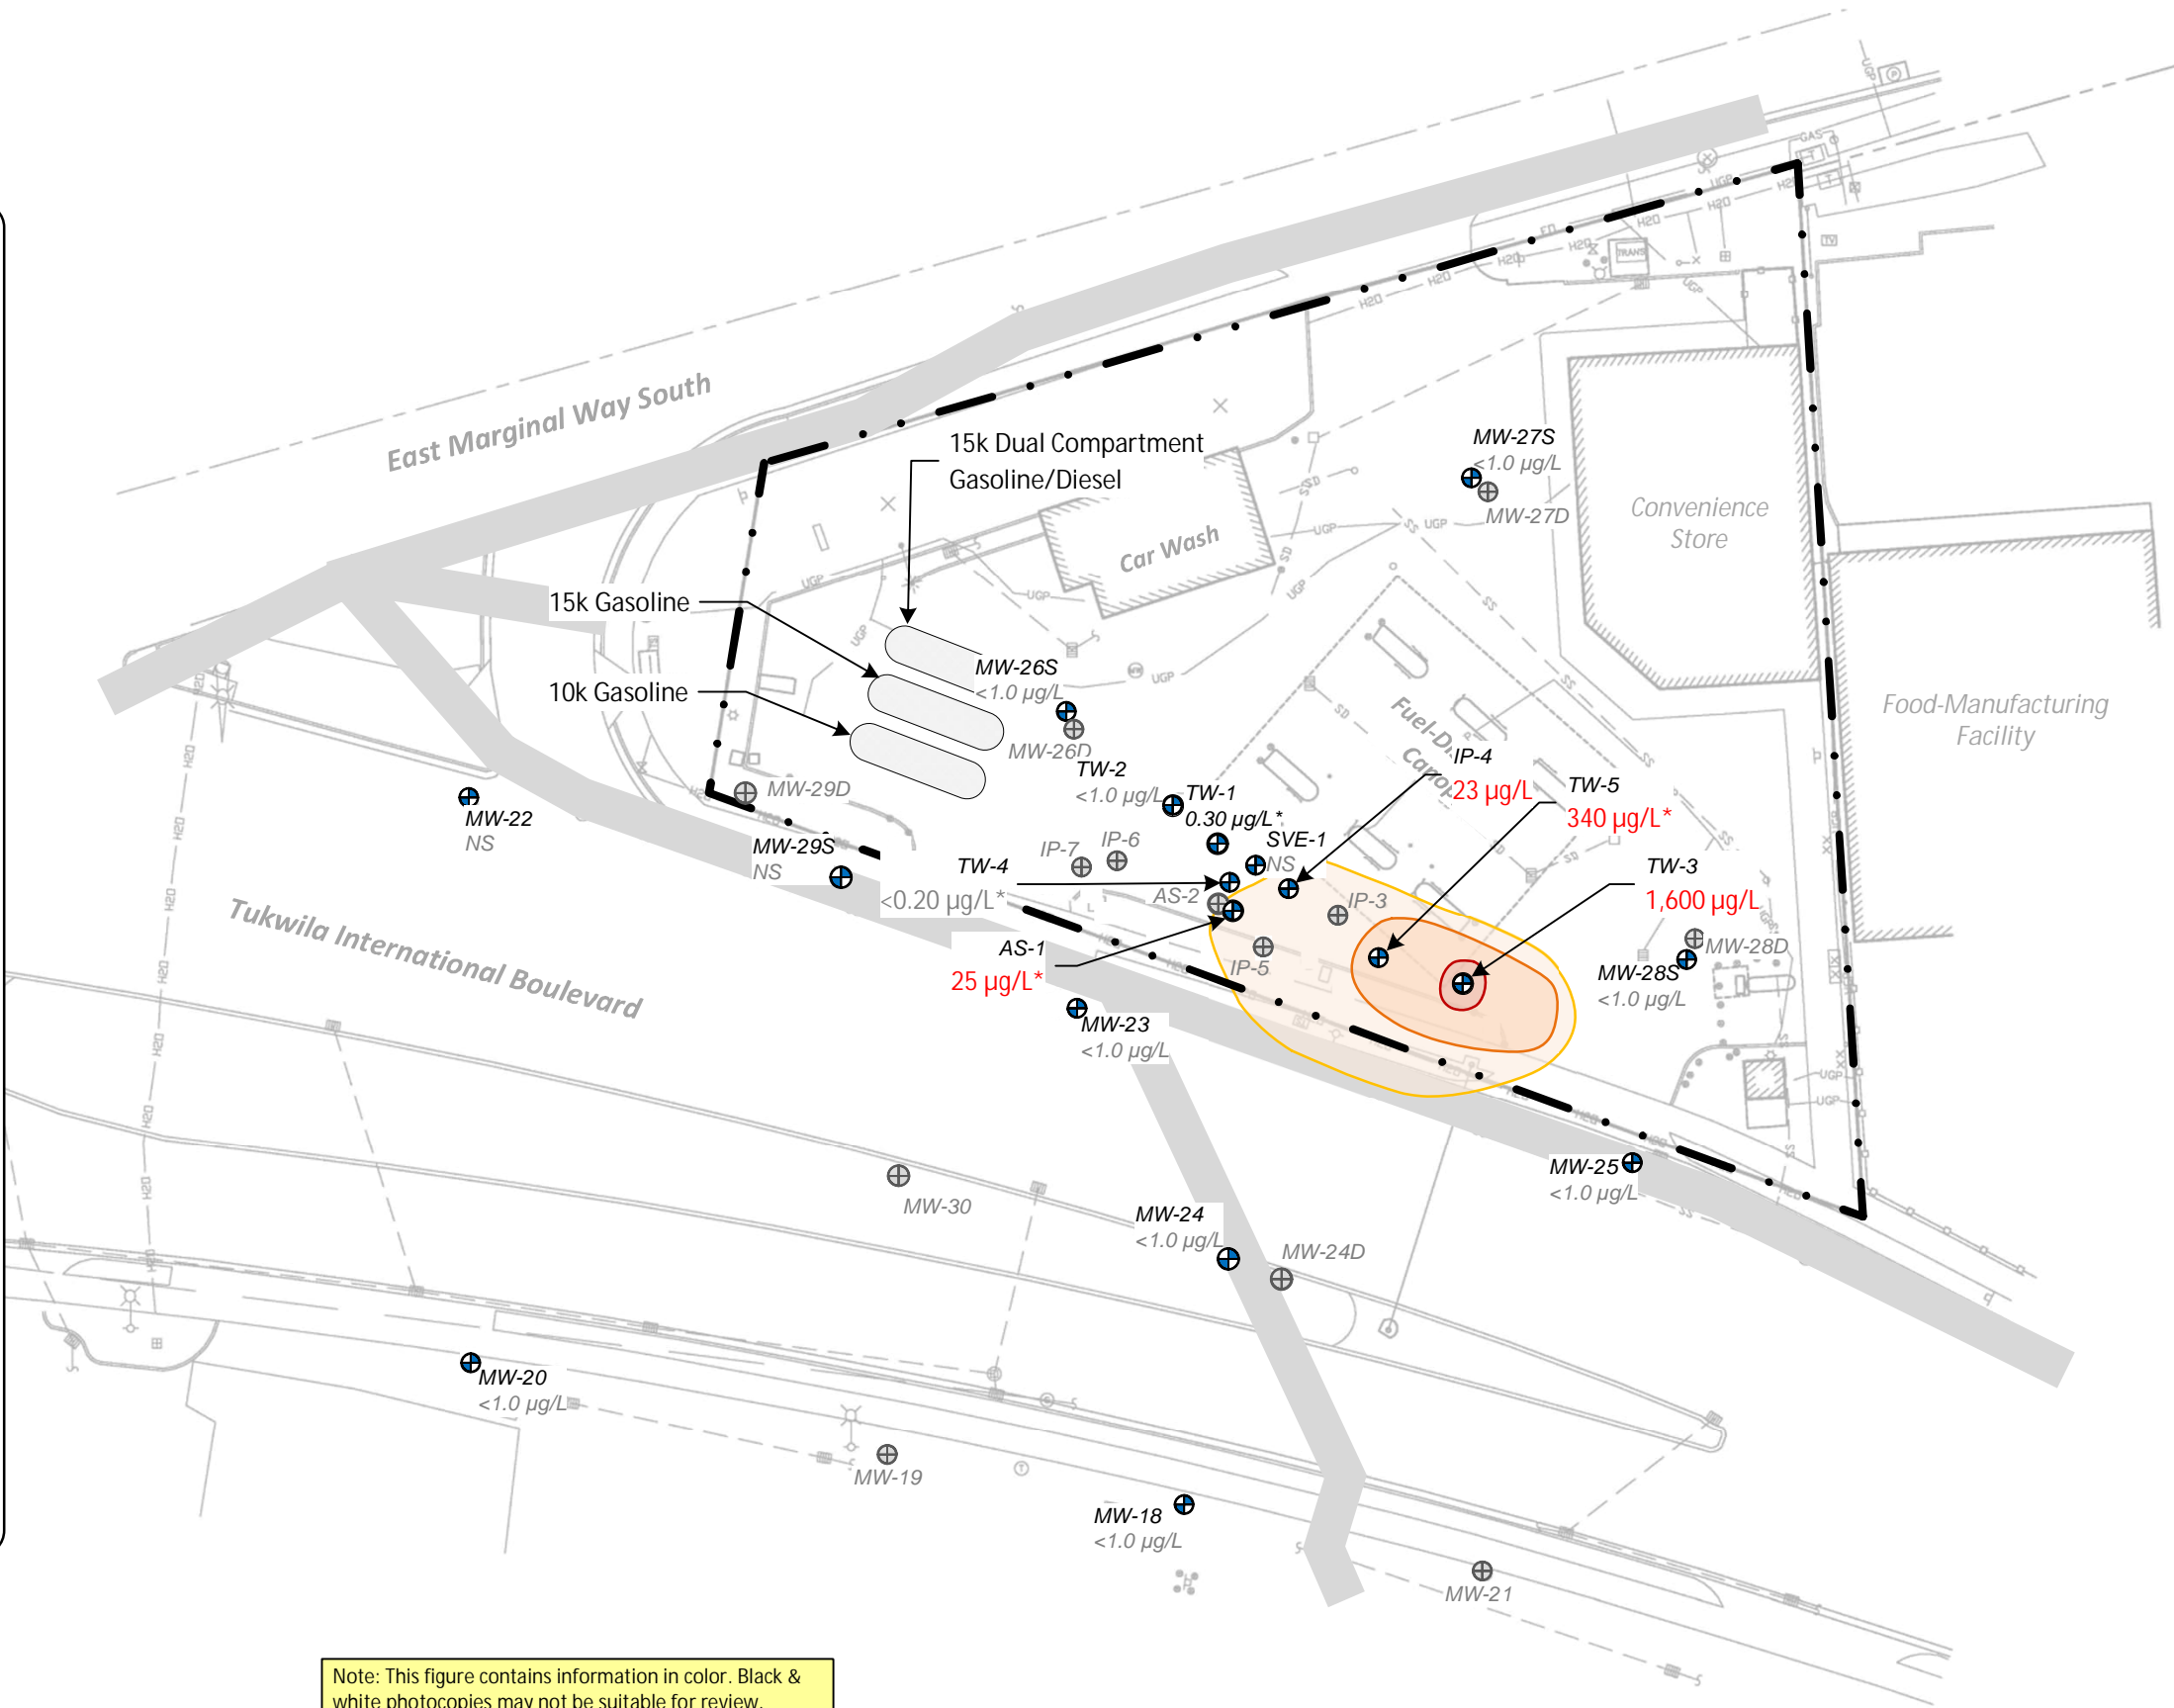 East Marginal Way South
15k Dual Compartment
Gasoline/Diesel
15k Gasoline
10k Gasoline
Car Wash
MW-27S
<1.0 µg/L
MW-27D
Convenience
Store
Food-Manufacturing
Facility
MW-26S
<1.0 µg/L
MW-26D
TW-2
<1.0 µg/L
TW-1
0.30 µg/L*
SVE-1
NS
IP-4
23 µg/L
TW-5
340 µg/L*
TW-3
1,600 µg/L
MW-22
NS
MW-29D
MW-29S
NS
IP-7
IP-6
TW-4
<0.20 µg/L*
AS-2
IP-3
AS-1
25 µg/L*
IP-5
MW-28D
MW-28S
<1.0 µg/L
Tukwila International Boulevard
MW-23
<1.0 µg/L
MW-25
<1.0 µg/L
MW-30
MW-24
<1.0 µg/L
MW-24D
MW-20
<1.0 µg/L
MW-19
MW-18
<1.0 µg/L
MW-21
TRANS
GAS
TV
UGP
H2O
SD
SS
Note: This figure contains information in color. Black &
white photocopies may not be suitable for review.